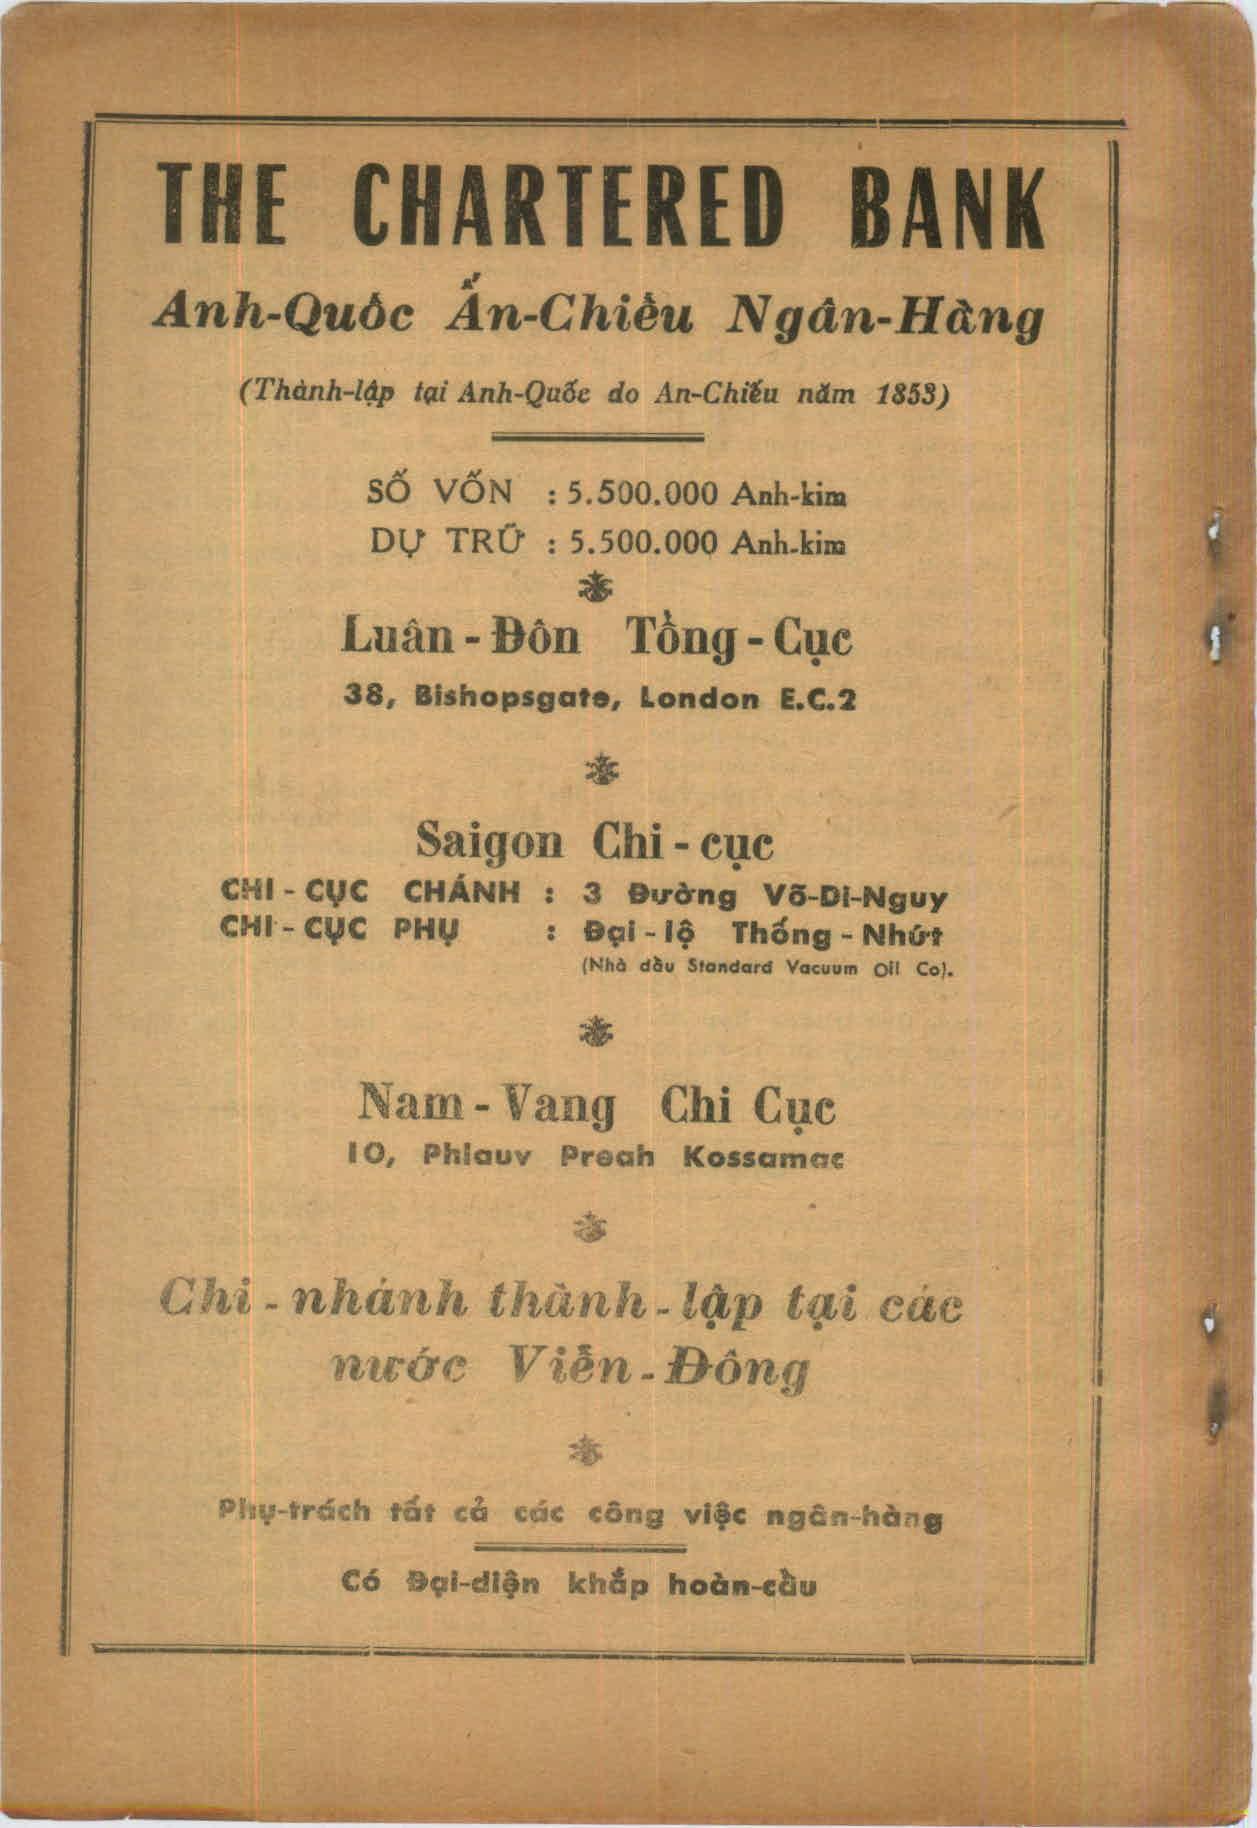 THE CHARTERED BANK
Anh-Quốc Ấn-Chiếu Ngân-Hàng
(Thành-lập tại Anh-Quốc do An-Chiếu năm 1853)
SỐ VỐN : 5.500.000 Anh-kim
DỰ TRỮ : 5.500.000 Anh-kim
Luân-Đôn Tổng-Cục
38, Bishopsgate, London E.C.2
Saigon Chi-cục
CHI-CỤC CHÁNH : 3 Đường Võ-Di-Nguy
CHI-CỤC PHỤ : Đại-lộ Thống-Nhứt
(Nhà dầu Standard Vacuum Oil Co).
Nam-Vang Chi Cục
10, Phlauv Preah Kossamac
Chi-nhánh thành-lập tại các
nước Viễn-Đông
Phụ-trách tất cả các công việc ngân-hàng
Có Đại-diện khắp hoàn-cầu